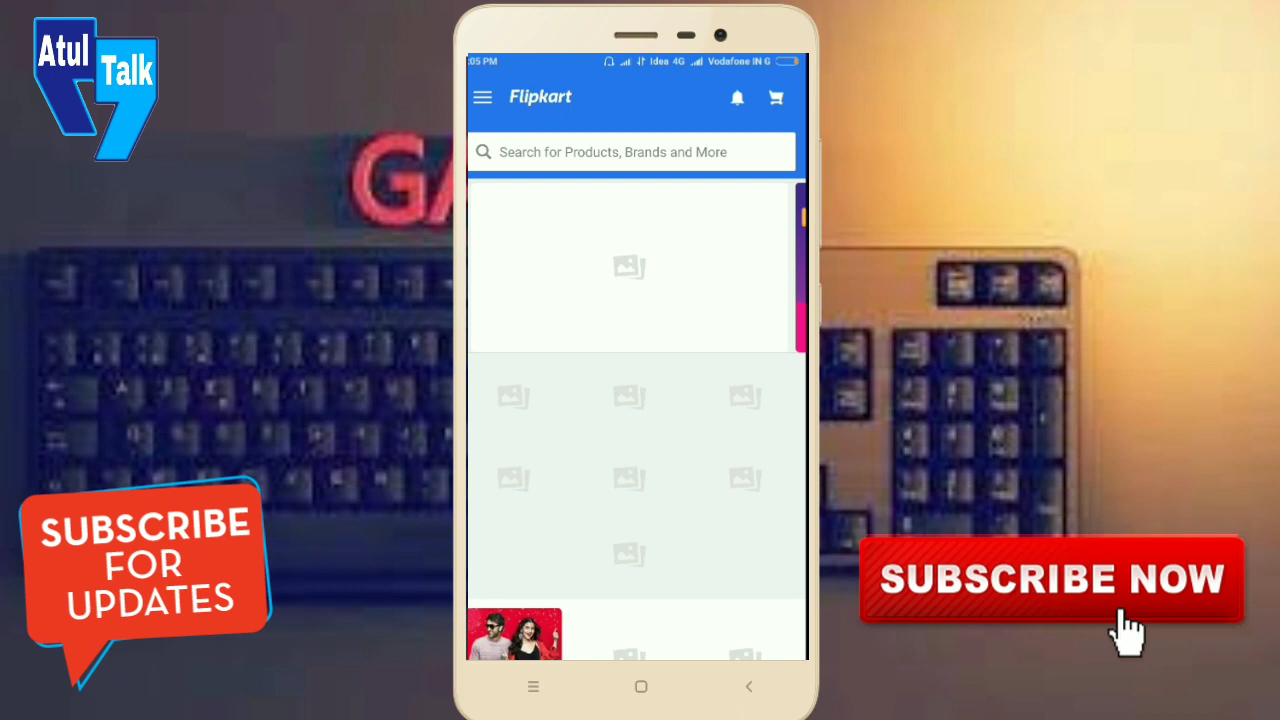 Atul
Talk
:05 PM
Idea 4G
Vodafone IN G
Flipkart
Search for Products, Brands and More
GA
SUBSCRIBE
FOR
UPDATES
SUBSCRIBE NOW